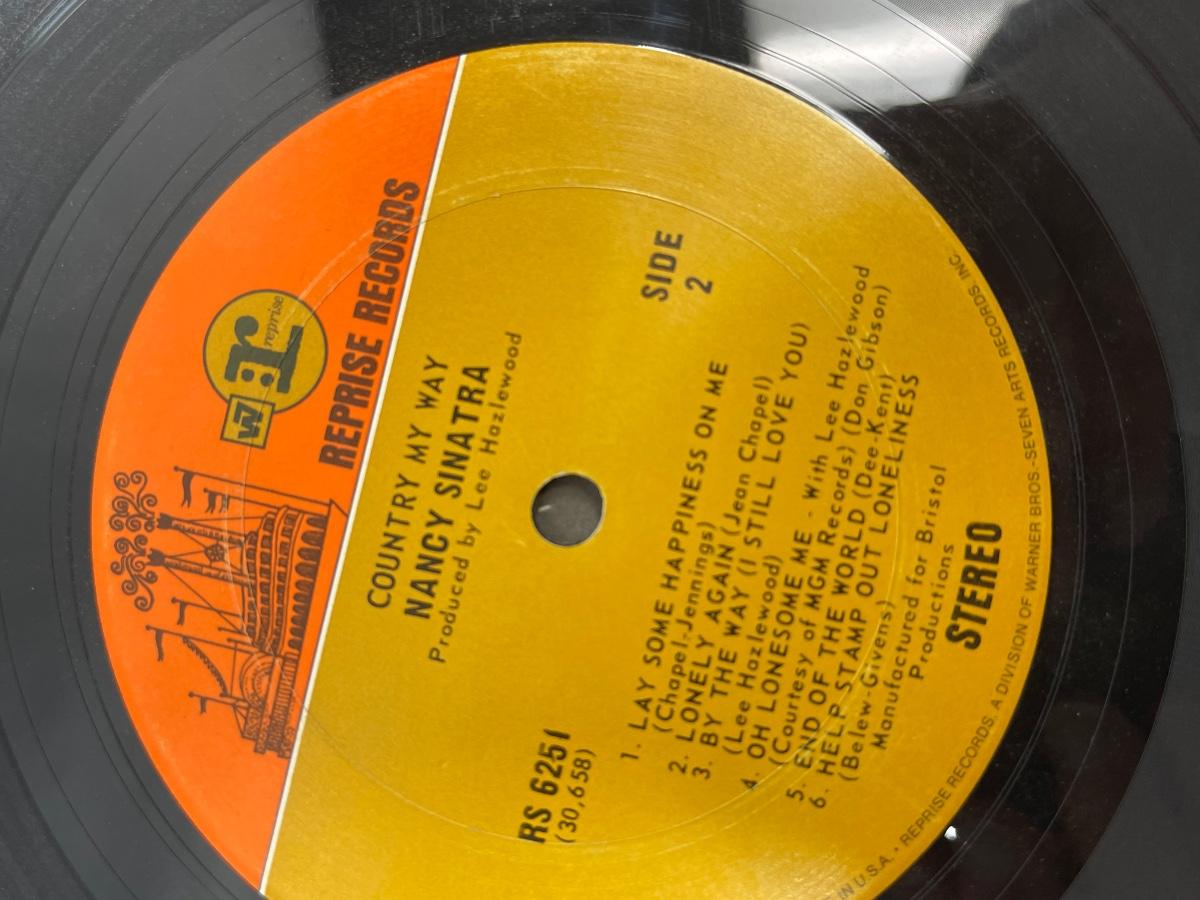 W
7
:r
reprise
REPRISE RECORDS
COUNTRY MY WAY
NANCY SINATRA
Produced by Lee Hazlewood
RS 6251
(30,658)
SIDE
2
1. LAY SOME HAPPINESS ON ME
(Chapel-Jennings)
2. LONELY AGAIN (Jean Chapel)
3. BY THE WAY (I STILL LOVE YOU)
(Lee Hazlewood)
4. OH LONESOME ME - With Lee Hazlewood
(Courtesy of MGM Records) (Don Gibson)
5. END OF THE WORLD (Dee-Kent)
6. HELP STAMP OUT LONELINESS
(Belew-Givens)
Manufactured for Bristol
Productions
STEREO
IN U.S.A. • REPRISE RECORDS, A DIVISION OF WARNER BROS.-SEVEN ARTS RECORDS, INC.